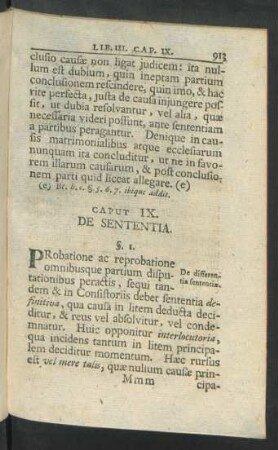 LIB. III. CAP. IX. 913
clusio causæ non ligat judicem: ita nul-
lum est dubium, quin ineptam partium
conclusionem rescindere, quin imo, & hac
rite perfecta, justa de causa injungere pos-
sit, ut dubia resolvantur, vel alia, quæ
necessaria videri possunt, ante sententiam
a partibus peragantur. Denique in cau-
sis matrimonialibus atque ecclesiarum
nunquam ita concluditur, ut ne in favo-
rem illarum causarum, & post conclusio-
nem parti quid liceat allegare. (e)
(e) Br. b. c. §. 5. & 7. ibique addit.
CAPUT IX.
DE SENTENTIA.
§. 1.
PRobatione ac reprobatione
omnibusque partium dispu-
tationibus peractis, sequi tan-
dem & in Consistoriis debet sententia de-
finitiva, qua causa in litem deducta deci-
ditur, & reus vel absolvitur, vel conde-
mnatur. Huic opponitur interlocutoria,
qua incidens tantum in litem principa-
lem deciditur momentum. Hæc rursus
est vel mere talis, quæ nullum causæ prin-
De differen-
tia sententiæ.
Mmm cipa-